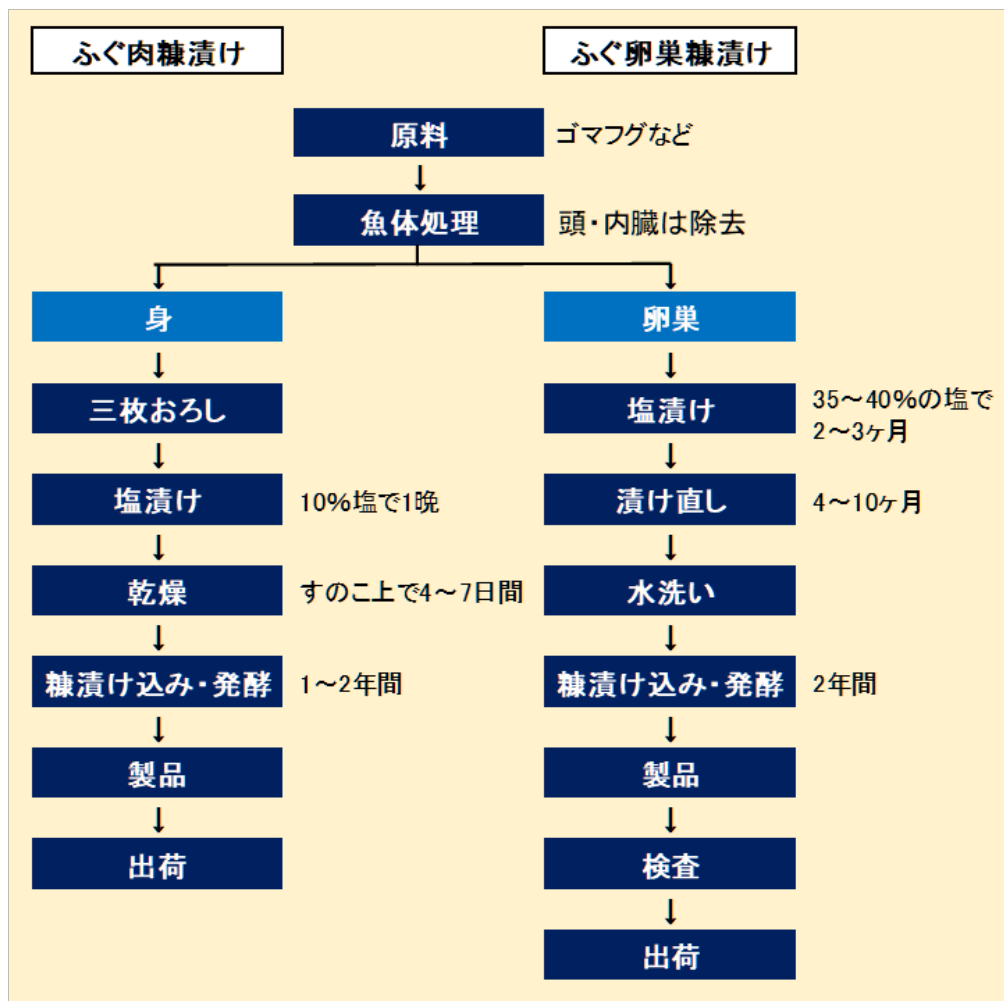 ふぐ肉糠漬け
ふぐ卵巣糠漬け
原料
ゴマフグなど
↓
魚体処理
頭・内臓は除去
身
↓
三枚おろし
↓
塩漬け
10%塩で1晩
↓
乾燥
すのこ上で4～7日間
↓
糠漬け込み・発酵
1～2年間
↓
製品
↓
出荷
卵巣
↓
塩漬け
35～40%の塩で
2～3ヶ月
↓
漬け直し
4～10ヶ月
↓
水洗い
↓
糠漬け込み・発酵
2年間
↓
製品
↓
検査
↓
出荷